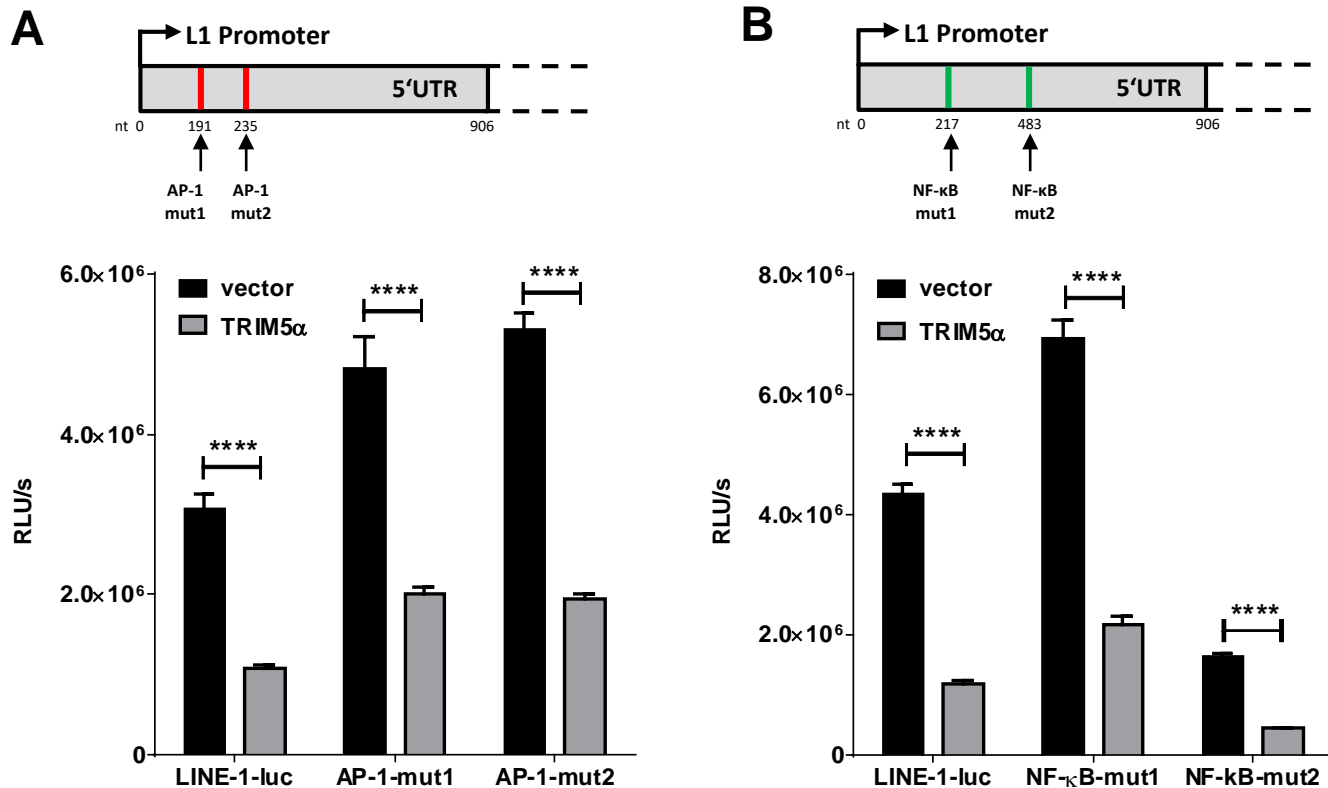 A
L1 Promoter
5‘UTR
nt 0 191 235 906
AP-1 AP-1
mut1 mut2
6.0×10⁶
4.0×10⁶
2.0×10⁶
0
RLU/s
vector
TRIM5α
****
****
****
LINE-1-luc AP-1-mut1 AP-1-mut2
B
L1 Promoter
5‘UTR
nt 0 217 483 906
NF-κB NF-κB
mut1 mut2
8.0×10⁶
6.0×10⁶
4.0×10⁶
2.0×10⁶
0
RLU/s
vector
TRIM5α
****
****
****
LINE-1-luc NF-κB-mut1 NF-kB-mut2